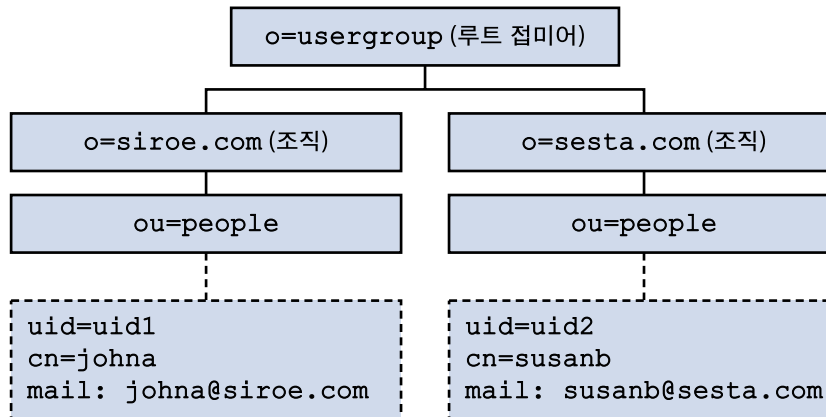 o=usergroup (루트 접미어)
o=siroe.com (조직)
o=sesta.com (조직)
ou=people
ou=people
uid=uid1
cn=johna
mail: johna@siroe.com
uid=uid2
cn=susanb
mail: susanb@sesta.com